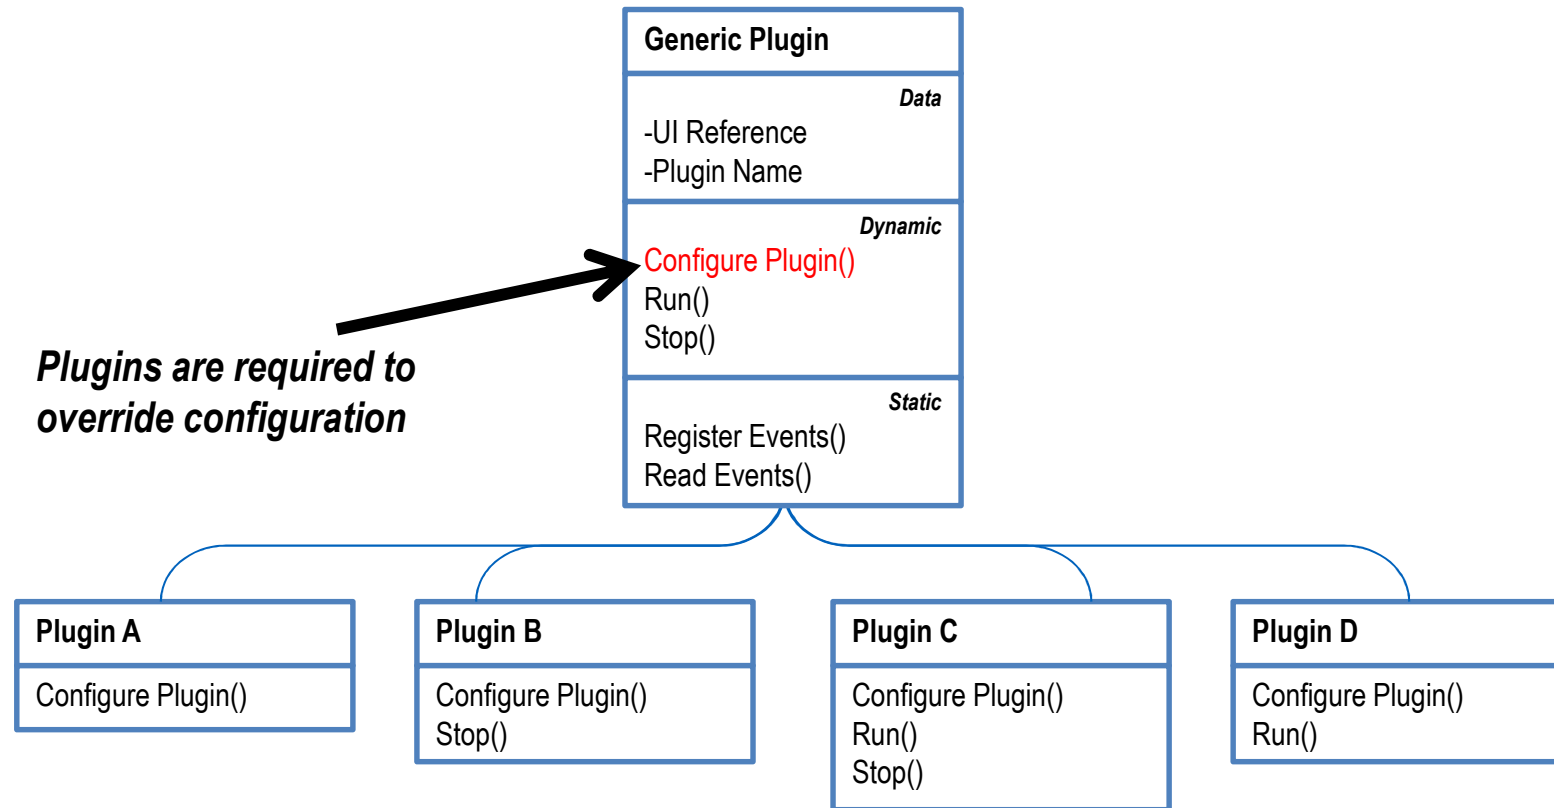 Generic Plugin
Data
-UI Reference
-Plugin Name
Dynamic
Configure Plugin()
Run()
Stop()
Plugins are required to
override configuration
Static
Register Events()
Read Events()
Plugin A
Configure Plugin()
Plugin B
Configure Plugin()
Stop()
Plugin C
Configure Plugin()
Run()
Stop()
Plugin D
Configure Plugin()
Run()